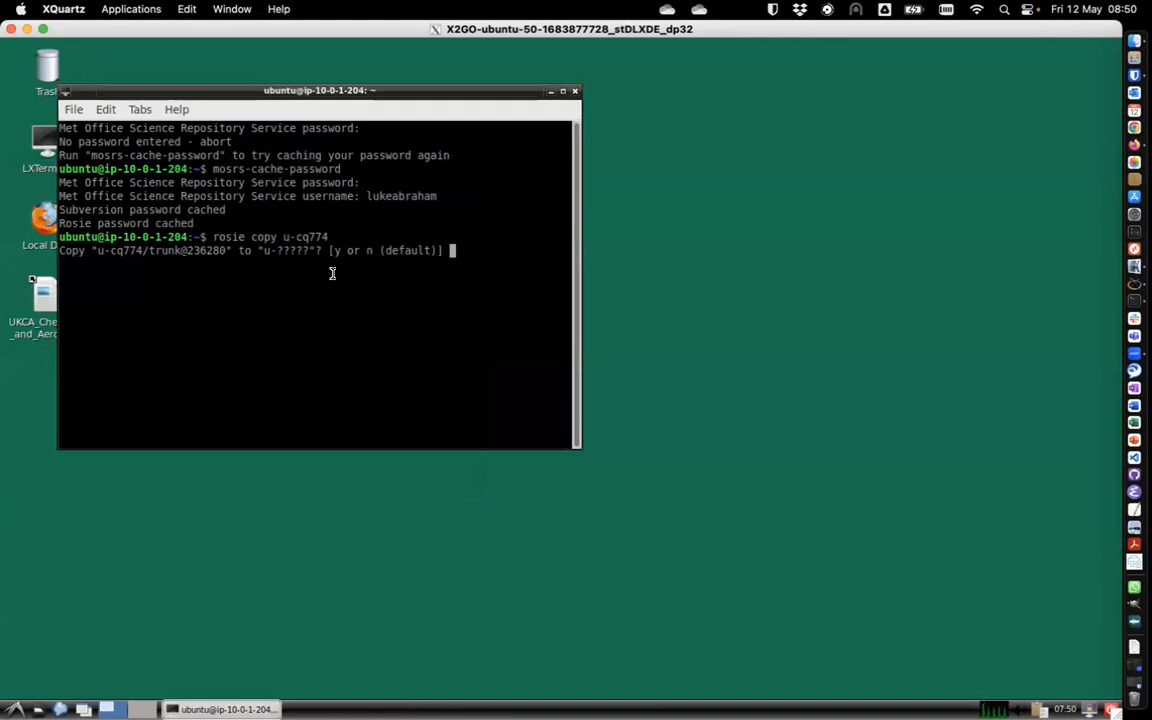 XQuartz Applications Edit Window Help
Fri 12 May 08:50
X2GO-ubuntu-50-1683877728_stDLXDE_dp32
Trash
LXTerm
Local D
UKCA_Che
_and_Aero
ubuntu@ip-10-0-1-204: ~
File Edit Tabs Help
Met Office Science Repository Service password:
No password entered - abort
Run "mosrs-cache-password" to try caching your password again
ubuntu@ip-10-0-1-204:~$ mosrs-cache-password
Met Office Science Repository Service password:
Met Office Science Repository Service username: lukeabraham
Subversion password cached
Rosie password cached
ubuntu@ip-10-0-1-204:~$ rosie copy u-cq774
Copy "u-cq774/trunk@236280" to "u-?????"? [y or n (default)]
ubuntu@ip-10-0-1-204...
07:50